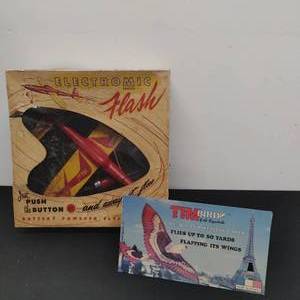 ELECTROMIC
Flash
Just PUSH
the BUTTON
and away it flies
BATTERY POWERED
TIM BIRD
FLIES UP TO 50 YARDS
FLAPPING ITS WINGS